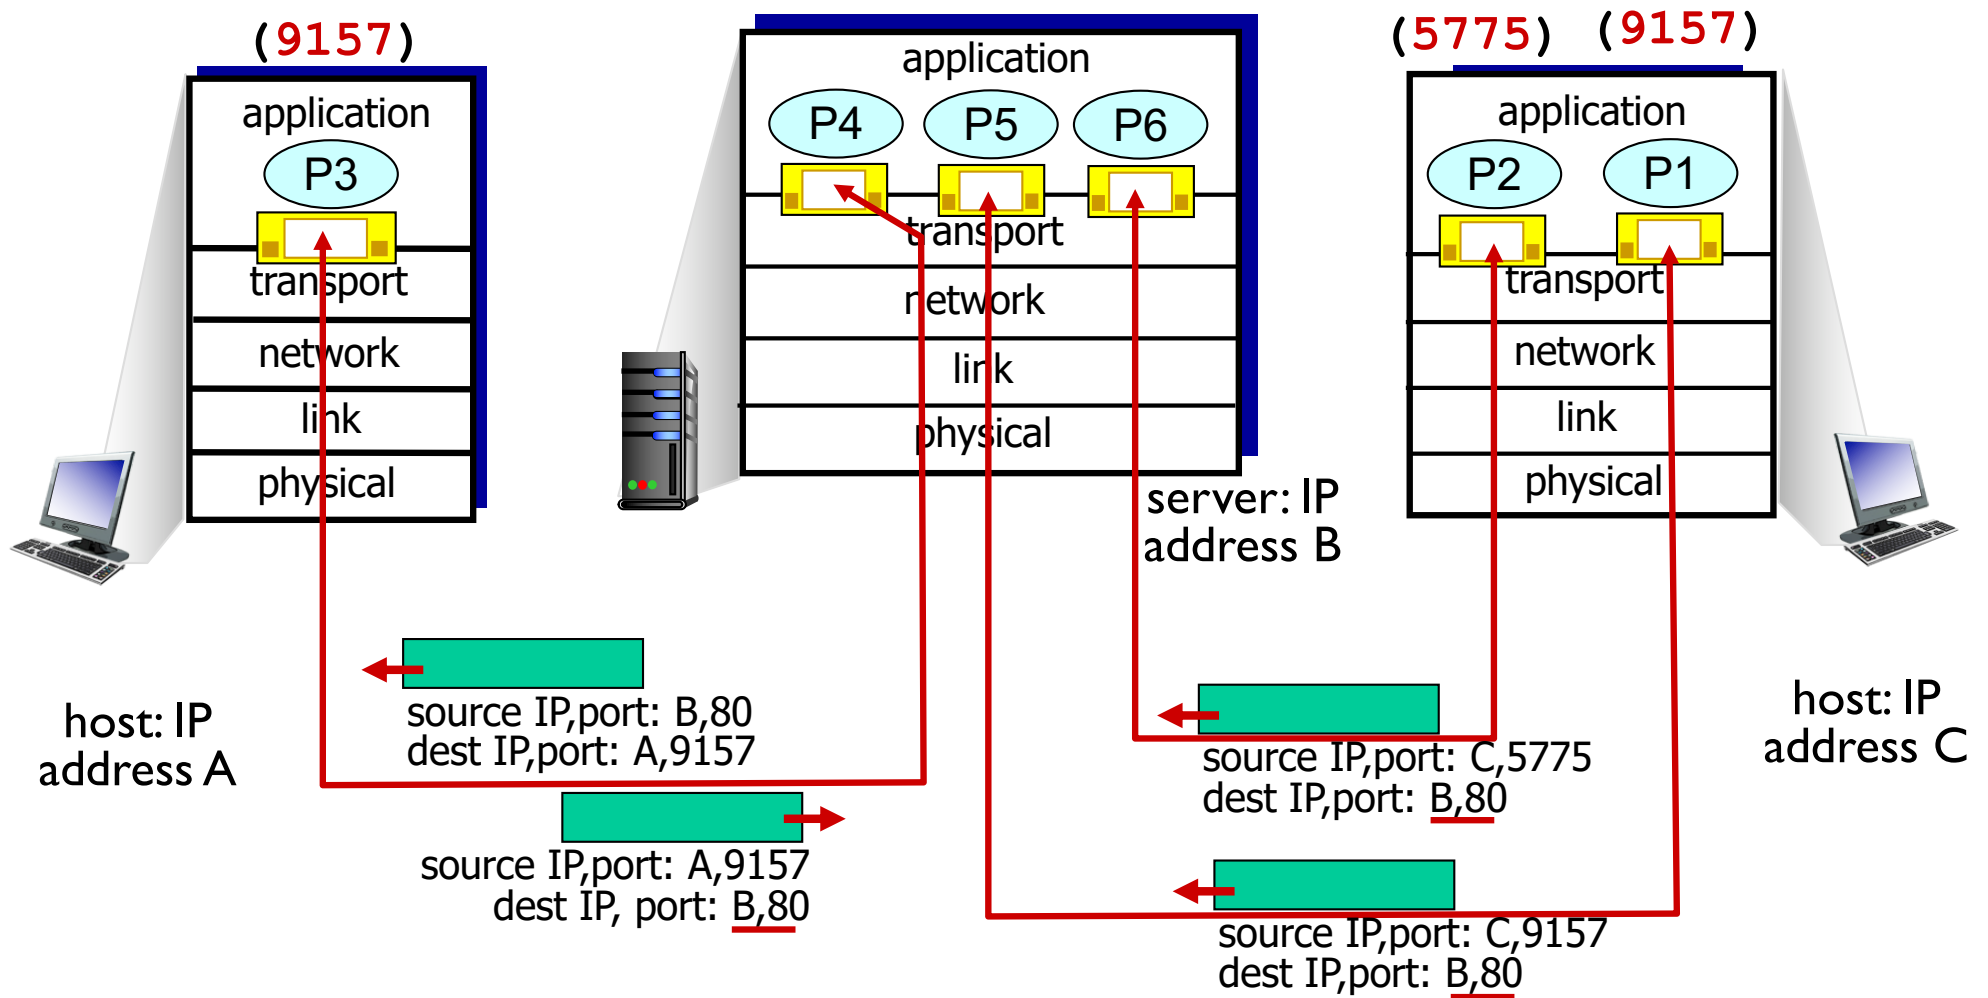 (9157)
application
P3
transport
network
link
physical
host: IP
address A
application
P4 P5 P6
transport
network
link
physical
server: IP
address B
(5775) (9157)
application
P2 P1
transport
network
link
physical
host: IP
address C
source IP,port: B,80
dest IP,port: A,9157
source IP,port: A,9157
dest IP, port: B,80
source IP,port: C,5775
dest IP,port: B,80
source IP,port: C,9157
dest IP,port: B,80